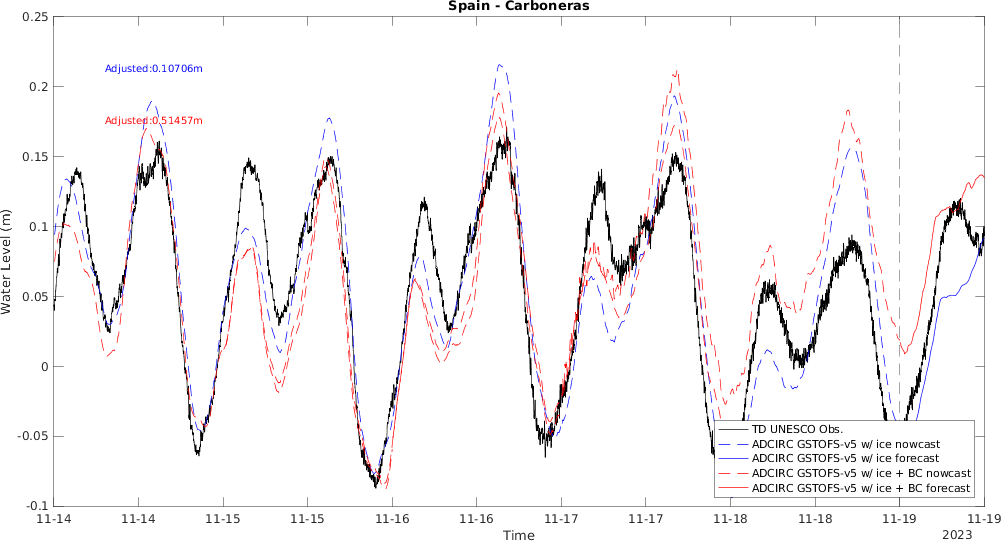 Spain - Carboneras
0.25
0.2
0.15
0.1
0.05
0
-0.05
-0.1
Water Level (m)
Adjusted:0.10706m
Adjusted:0.51457m
TD UNESCO Obs.
ADCIRC GSTOFS-v5 w/ ice nowcast
ADCIRC GSTOFS-v5 w/ ice forecast
ADCIRC GSTOFS-v5 w/ ice + BC nowcast
ADCIRC GSTOFS-v5 w/ ice + BC forecast
11-14 11-14 11-15 11-15 11-16 11-16 11-17 11-17 11-18 11-18 11-19 11-19
Time
2023